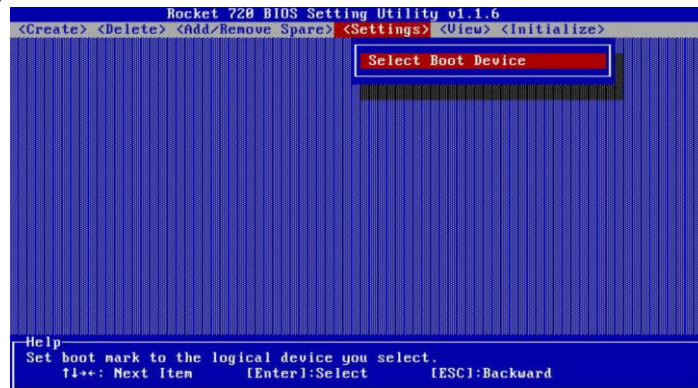 Rocket 720 BIOS Setting Utility v1.1.6
<Create> <Delete> <Add/Remove Spare> <Settings> <View> <Initialize>
Select Boot Device
Help
Set boot mark to the logical device you select.
↑↓→←: Next Item [Enter]:Select [ESC]:Backward